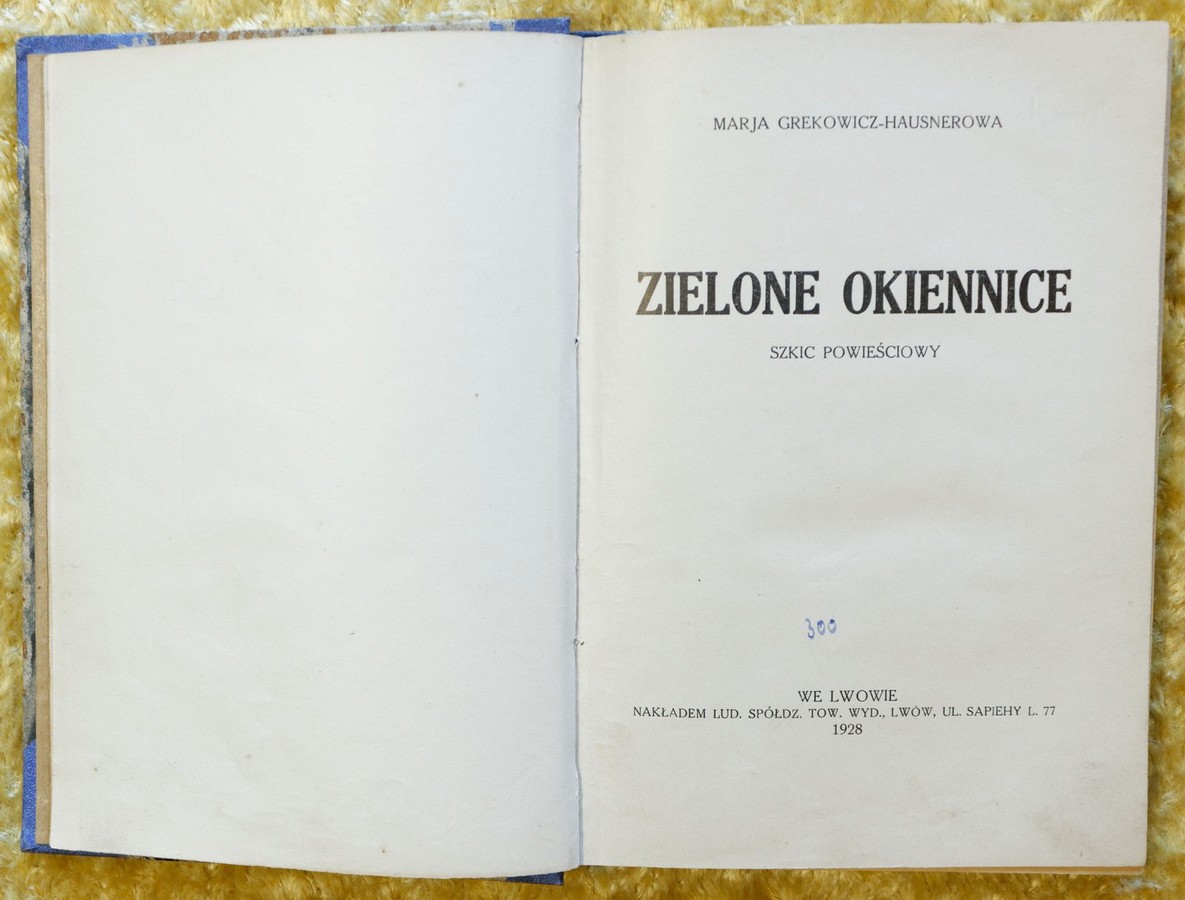 MARJA GREKOWICZ-HAUSNEROWA
ZIELONE OKIENNICE
SZKIC POWIEŚCIOWY
300
WE LWOWIE
NAKŁADEM LUD. SPÓŁDZ. TOW. WYD., LWÓW, UL. SAPIEHY L. 77
1928